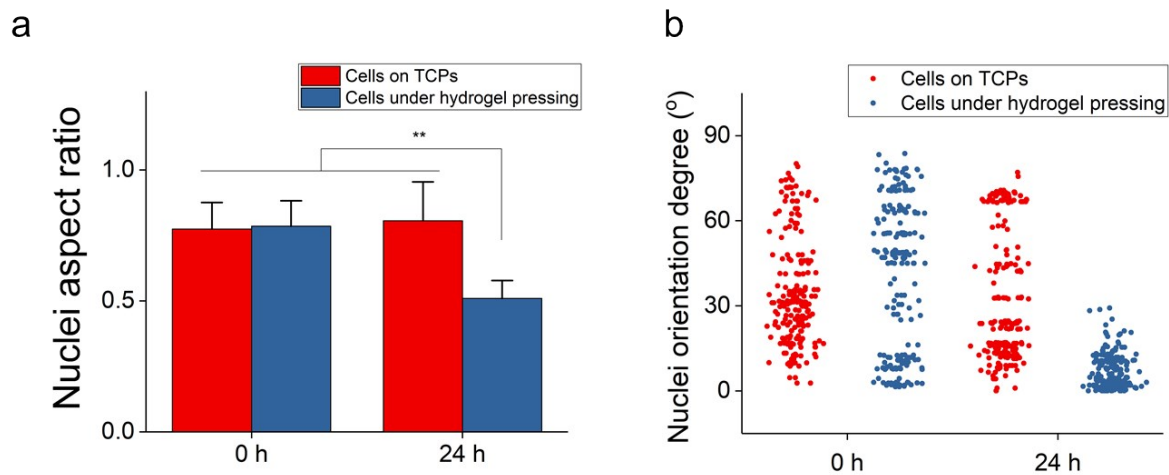 a
Cells on TCPs
Cells under hydrogel pressing
**
Nuclei aspect ratio
1.0
0.5
0.0
0 h
24 h
b
Cells on TCPs
Cells under hydrogel pressing
Nuclei orientation degree (°)
90
60
30
0
0 h
24 h